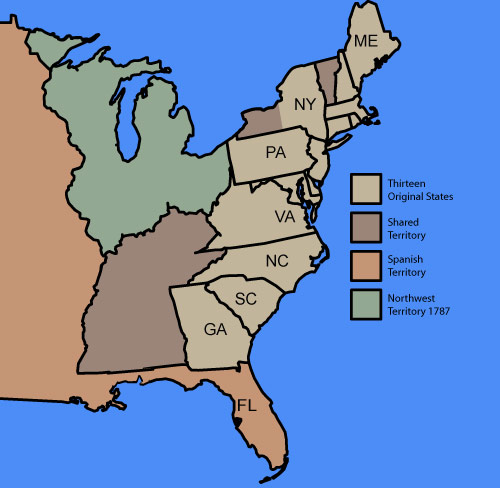 ME
NY
PA
VA
NC
SC
GA
FL
Thirteen
Original States
Shared
Territory
Spanish
Territory
Northwest
Territory 1787